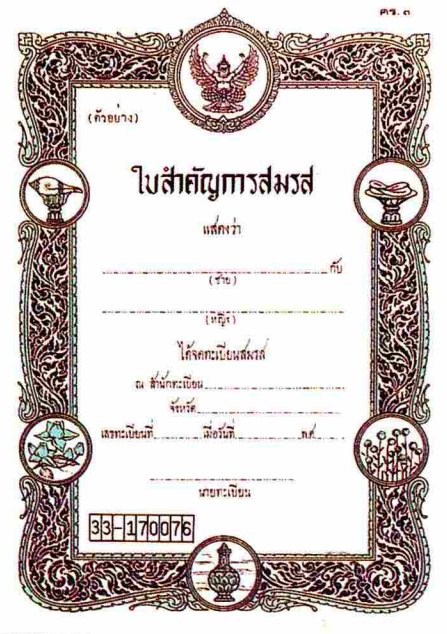 คร. ๓
(ตัวอย่าง)
ใบสำคัญการสมรส
แสดงว่า
กับ
(ชาย)
(หญิง)
ได้จดทะเบียนสมรส
ณ สำนักทะเบียน
จังหวัด
เลขทะเบียนที่ เมื่อวันที่ พ.ศ.
นายทะเบียน
33-170076